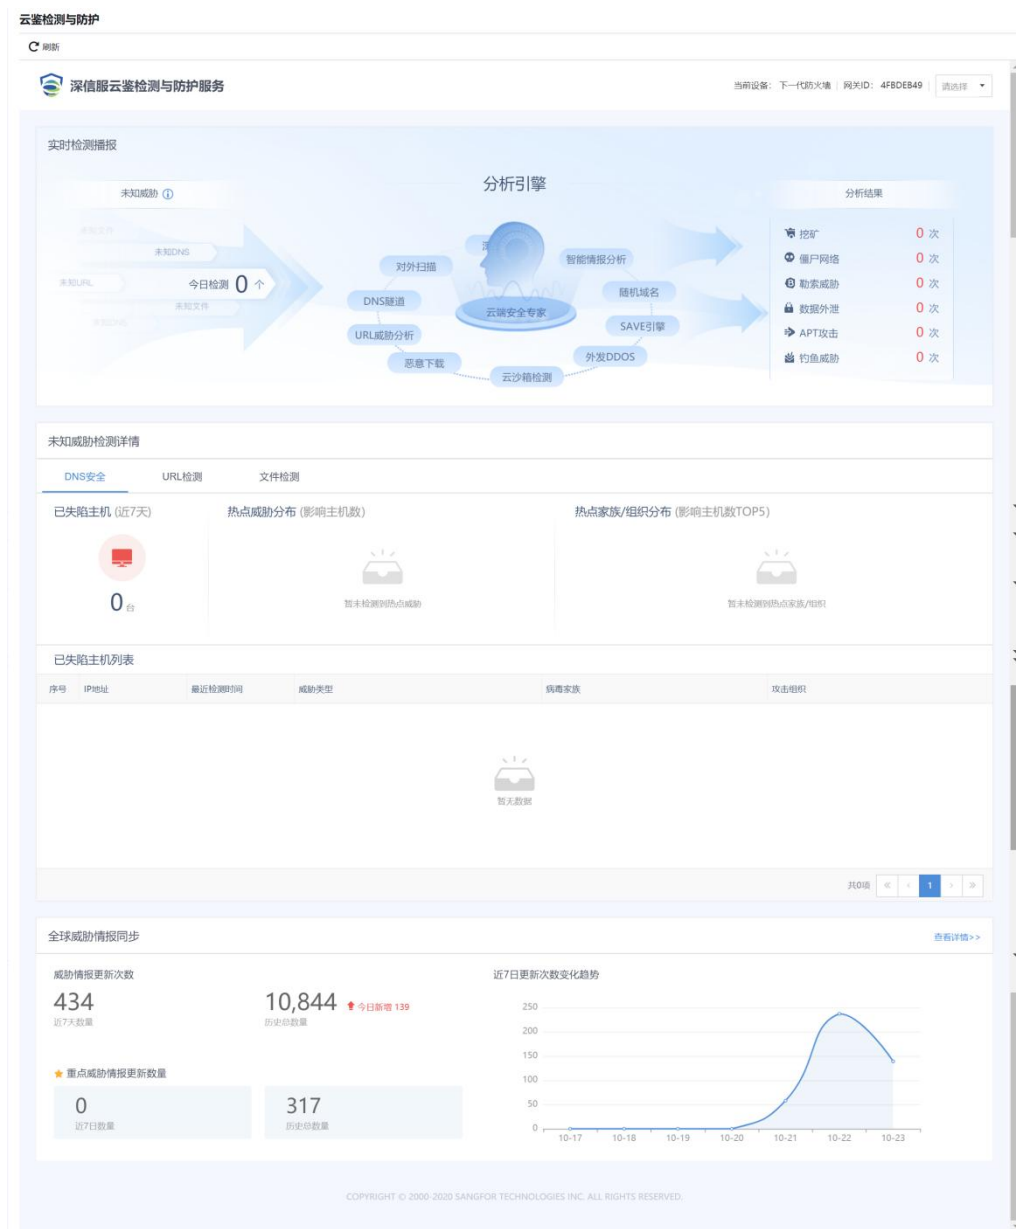 云鉴检测与防护
刷新
深信服云鉴检测与防护服务
当前设备： 下一代防火墙 | 网关ID： 4FBDEB49 | 请选择
实时检测播报
未知威胁
分析引擎
分析结果
未知文件
未知DNS
未知URL
今日检测 0 个
未知文件
未知DNS
对外扫描
智能情报分析
DNS隧道
随机域名
云端安全专家
URL威胁分析
SAVE引擎
恶意下载
外发DDOS
云沙箱检测
挖矿 0 次
僵尸网络 0 次
勒索威胁 0 次
数据外泄 0 次
APT攻击 0 次
钓鱼威胁 0 次
未知威胁检测详情
DNS安全 URL检测 文件检测
已失陷主机 (近7天)
0 台
热点威胁分布 (影响主机数)
暂未检测到热点威胁
热点家族/组织分布 (影响主机数TOP5)
暂未检测到热点家族/组织
已失陷主机列表
序号 IP地址 最近检测时间 威胁类型 病毒家族 攻击组织
暂无数据
共0项 « ‹ 1 › »
全球威胁情报同步
查看详情>>
威胁情报更新次数
434
近7天数量
10,844 今日新增 139
历史总数量
重点威胁情报更新数量
0
近7日数量
317
历史总数量
近7日更新次数变化趋势
250
200
150
100
50
0
10-17 10-18 10-19 10-20 10-21 10-22 10-23
COPYRIGHT © 2000-2020 SANGFOR TECHNOLOGIES INC. ALL RIGHTS RESERVED.